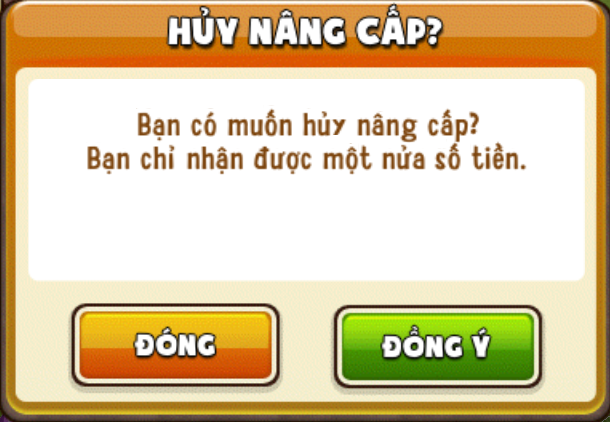 HỦY NÂNG CẤP?
Bạn có muốn hủy nâng cấp?
Bạn chỉ nhận được một nửa số tiền.
ĐÓNG
ĐỒNG Ý